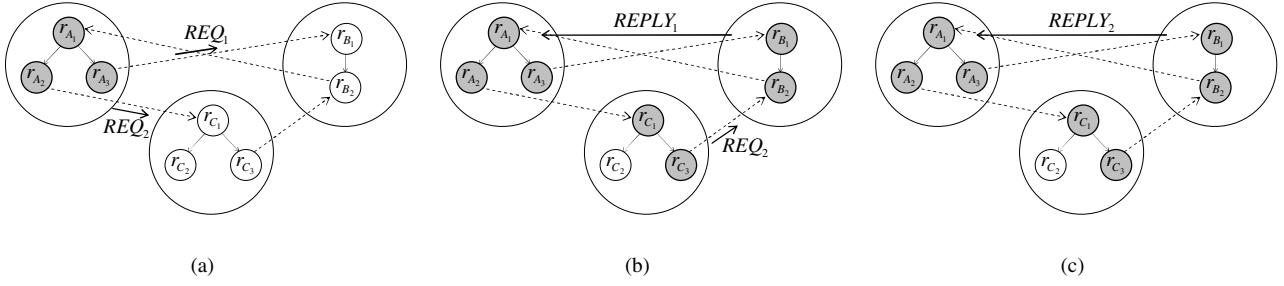 r_{A_1} REQ_1 r_{B_1}
r_{A_2} r_{A_3} r_{B_2}
REQ_2 r_{C_1}
r_{C_2} r_{C_3}
(a)
r_{A_1} REPLY_1 r_{B_1}
r_{A_2} r_{A_3} r_{B_2}
r_{C_1}
r_{C_2} r_{C_3} REQ_2
(b)
r_{A_1} REPLY_2 r_{B_1}
r_{A_2} r_{A_3} r_{B_2}
r_{C_1}
r_{C_2} r_{C_3}
(c)